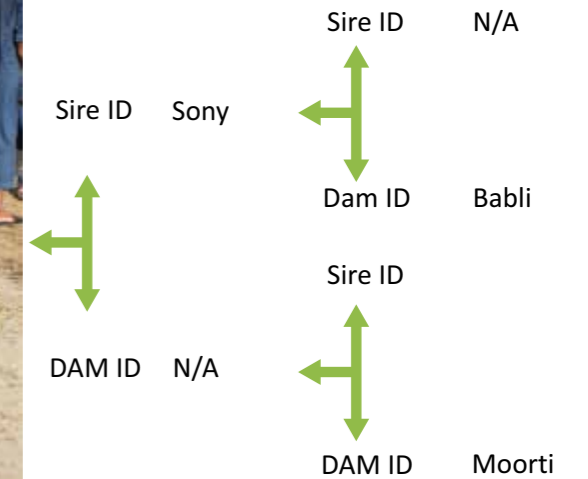 Sire ID N/A
Sire ID Sony
Dam ID Babli
Sire ID
DAM ID N/A
DAM ID Moorti